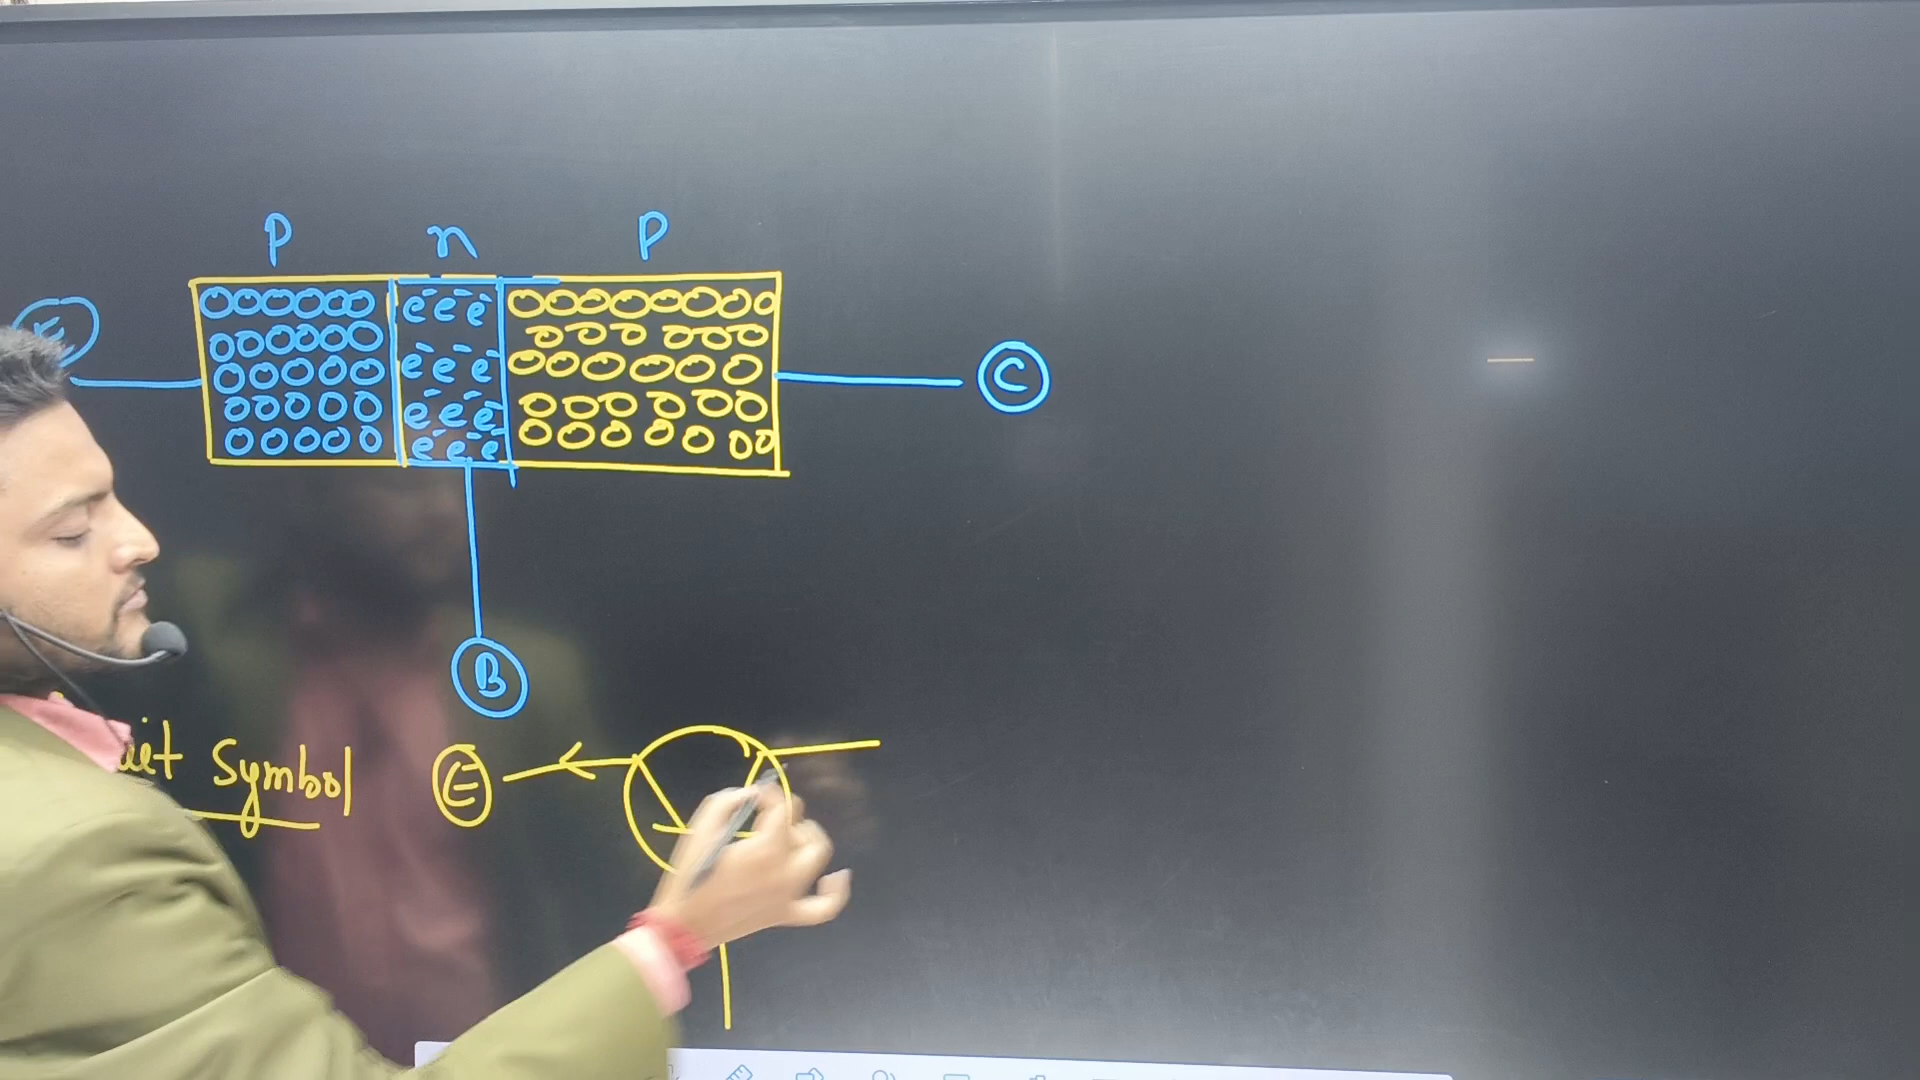 P n P
E
e⁻ e⁻ e⁻
e⁻ e⁻ e⁻
e⁻ e⁻ e⁻
e⁻ e⁻ e⁻
C
B
Symbol E